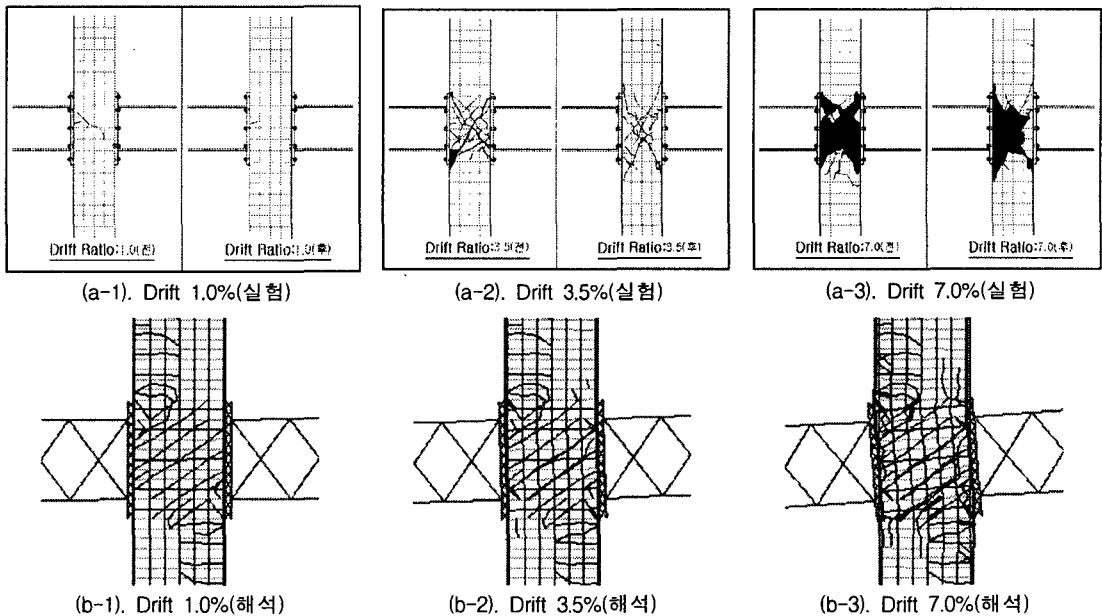 Drift Ratio:1.0(전)
Drift Ratio:1.0(후)
Drift Ratio:3.5(전)
Drift Ratio:3.5(후)
Drift Ratio:7.0(전)
Drift Ratio:7.0(후)
(a-1). Drift 1.0%(실험)
(a-2). Drift 3.5%(실험)
(a-3). Drift 7.0%(실험)
(b-1). Drift 1.0%(해석)
(b-2). Drift 3.5%(해석)
(b-3). Drift 7.0%(해석)